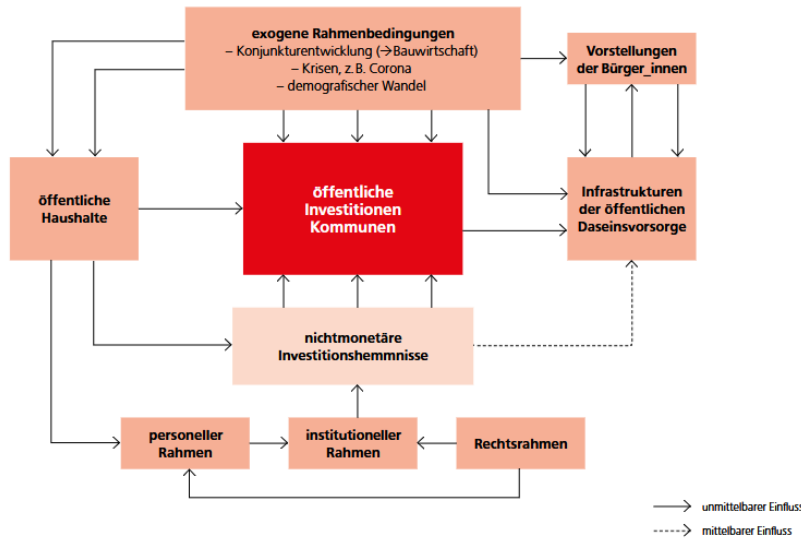 exogene Rahmenbedingungen
– Konjunkturentwicklung (→Bauwirtschaft)
– Krisen, z. B. Corona
– demografischer Wandel
Vorstellungen
der Bürger_innen
öffentliche
Haushalte
öffentliche
Investitionen
Kommunen
Infrastrukturen
der öffentlichen
Daseinsvorsorge
nichtmonetäre
Investitionshemmnisse
personeller
Rahmen
institutioneller
Rahmen
Rechtsrahmen
unmittelbarer Einfluss
mittelbarer Einfluss